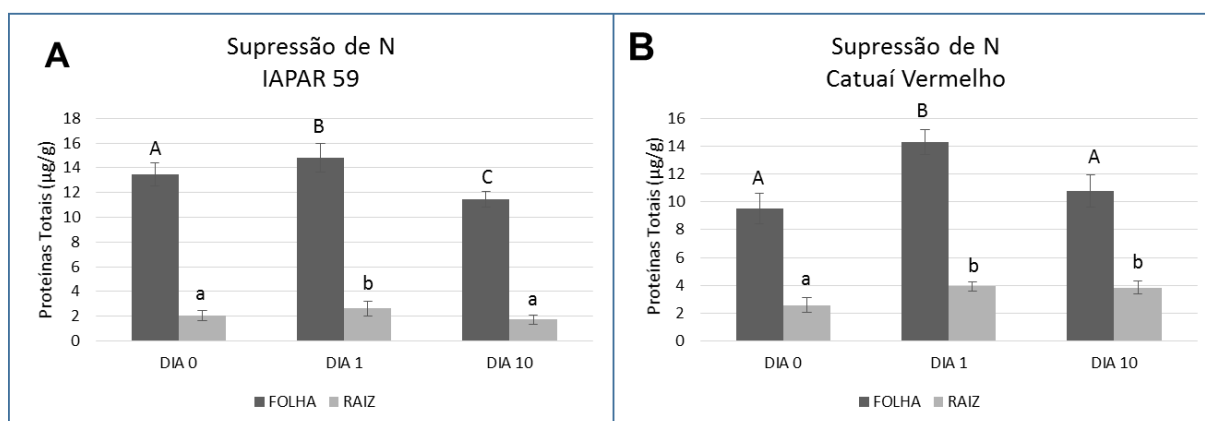 A
Supressão de N
IAPAR 59
Proteínas Totais (µg/g)
18
16
14
12
10
8
6
4
2
0
A
a
B
b
C
a
DIA 0
DIA 1
DIA 10
FOLHA
RAIZ
B
Supressão de N
Catuaí Vermelho
Proteínas Totais (µg/g)
16
14
12
10
8
6
4
2
0
A
a
B
b
A
b
DIA 0
DIA 1
DIA 10
FOLHA
RAIZ